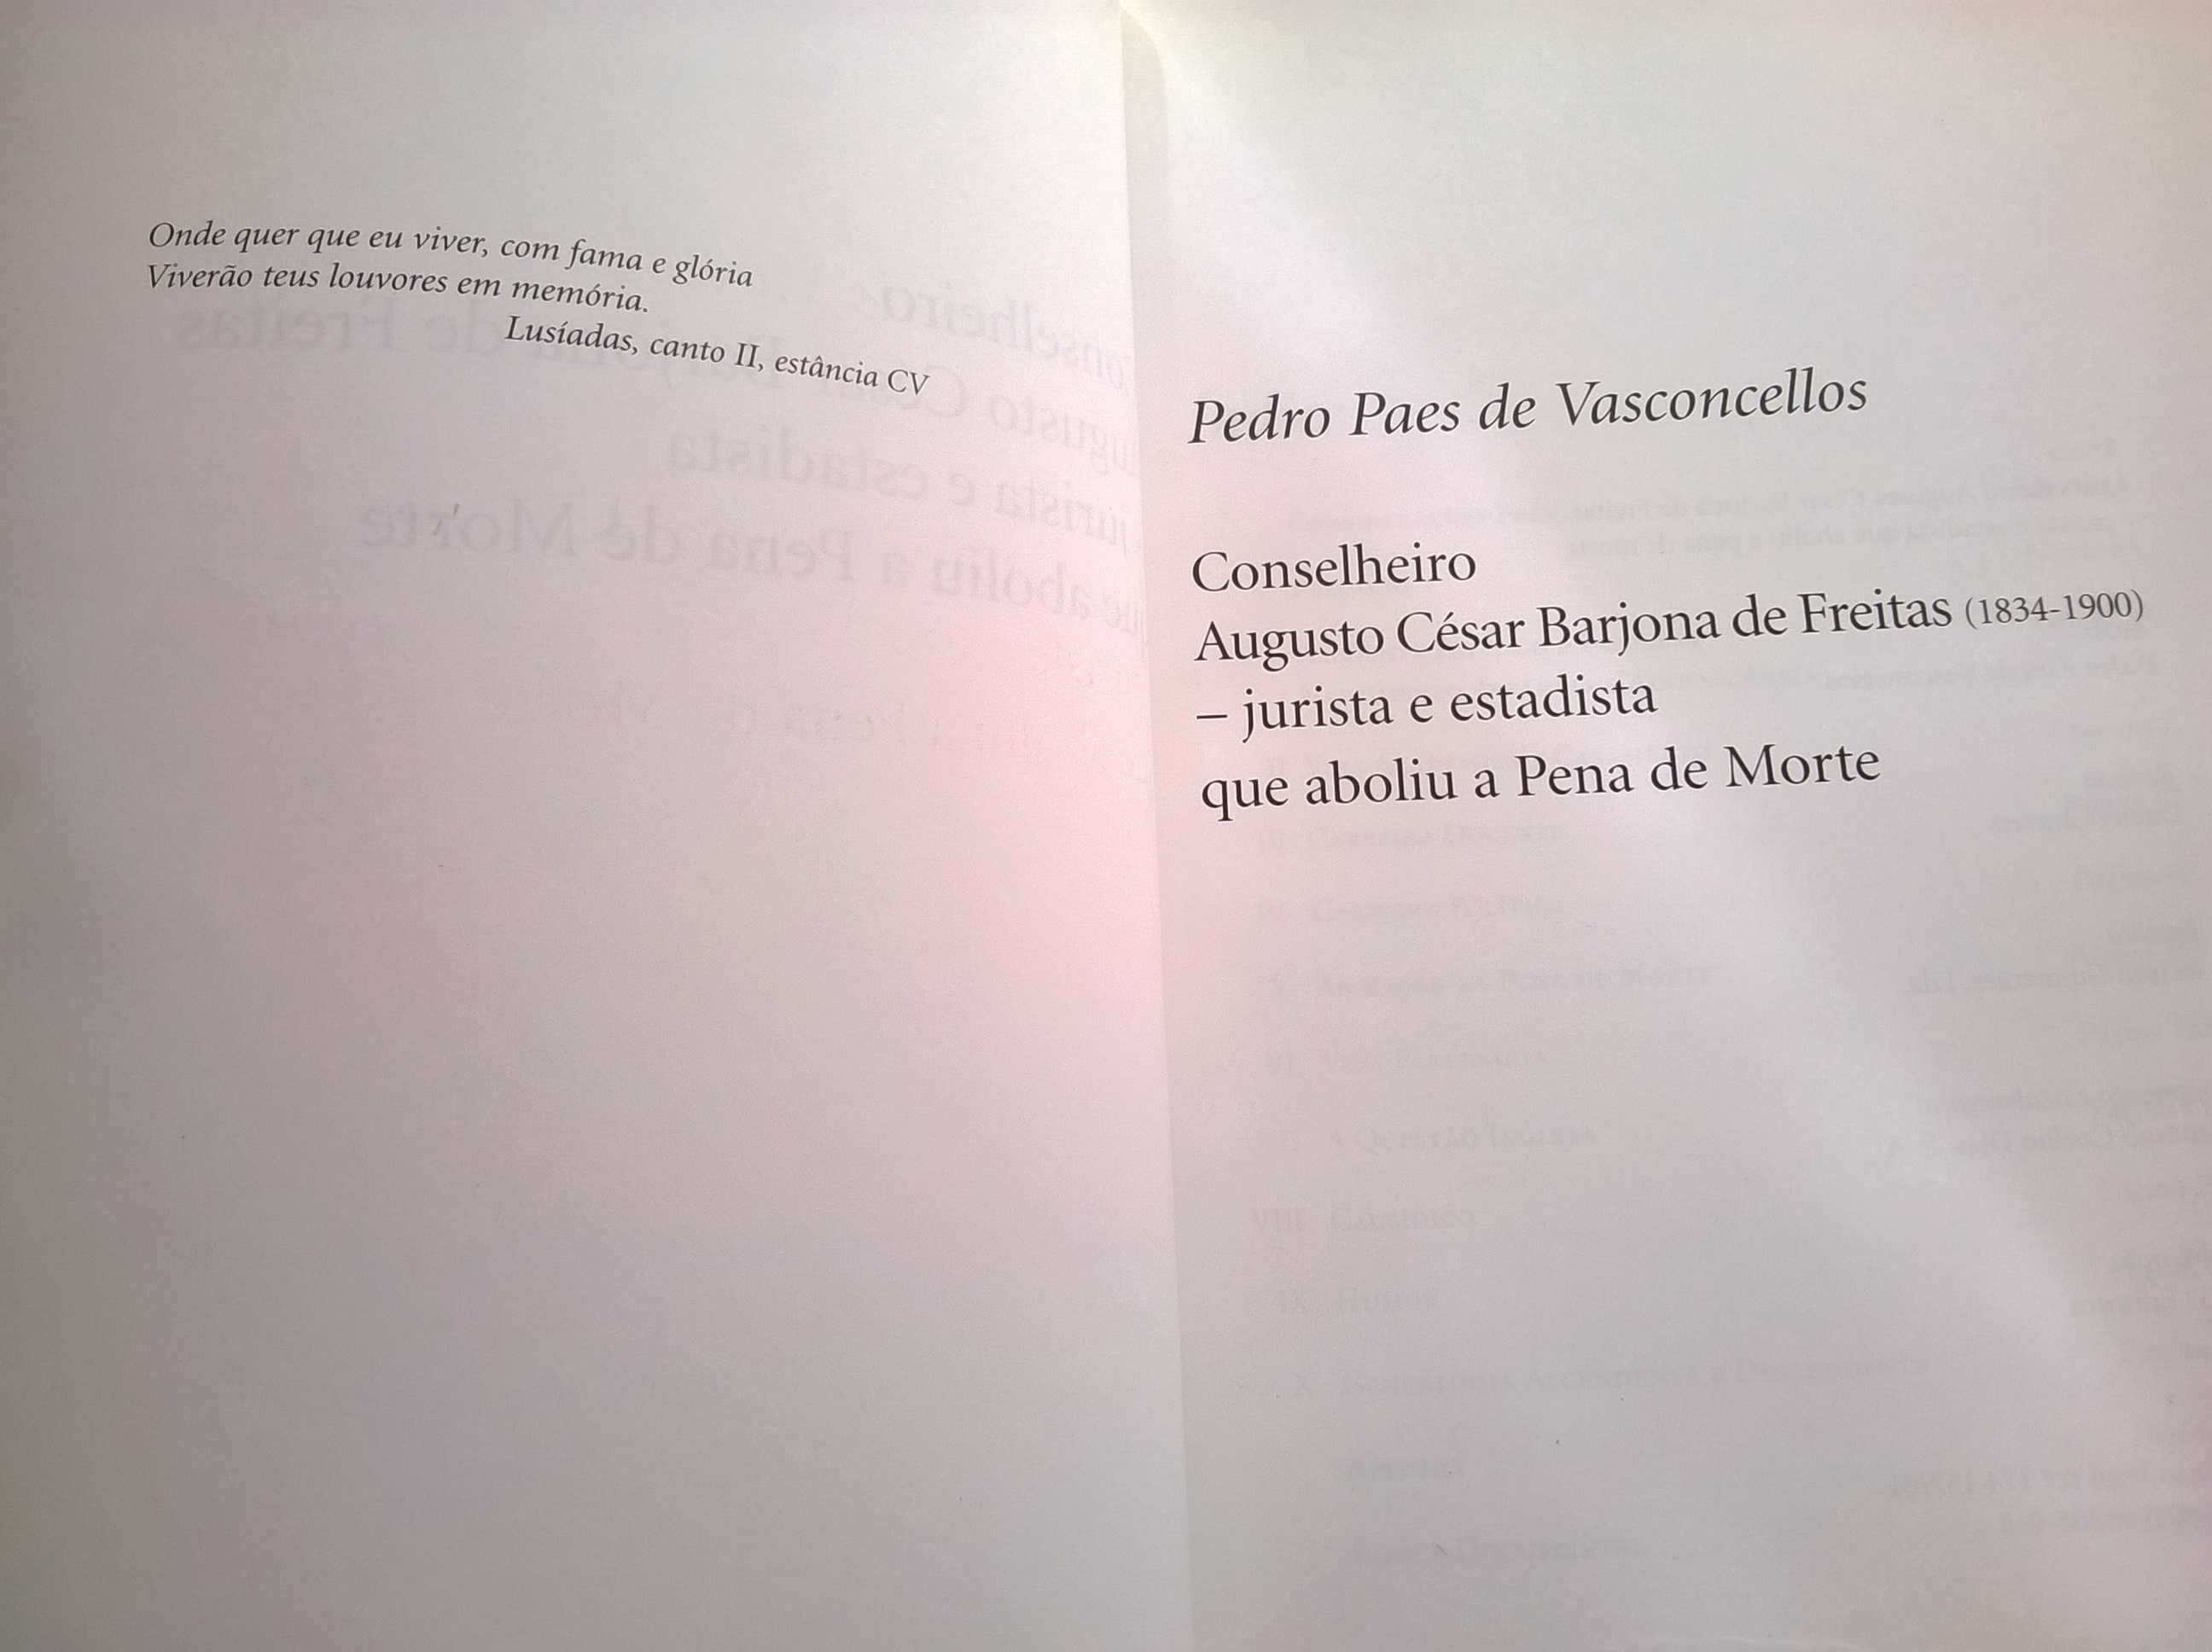 Onde quer que eu viver, com fama e glória
Viverão teus louvores em memória.
Lusíadas, canto II, estância CV
Pedro Paes de Vasconcellos
Conselheiro
Augusto César Barjona de Freitas (1834-1900)
– jurista e estadista
que aboliu a Pena de Morte